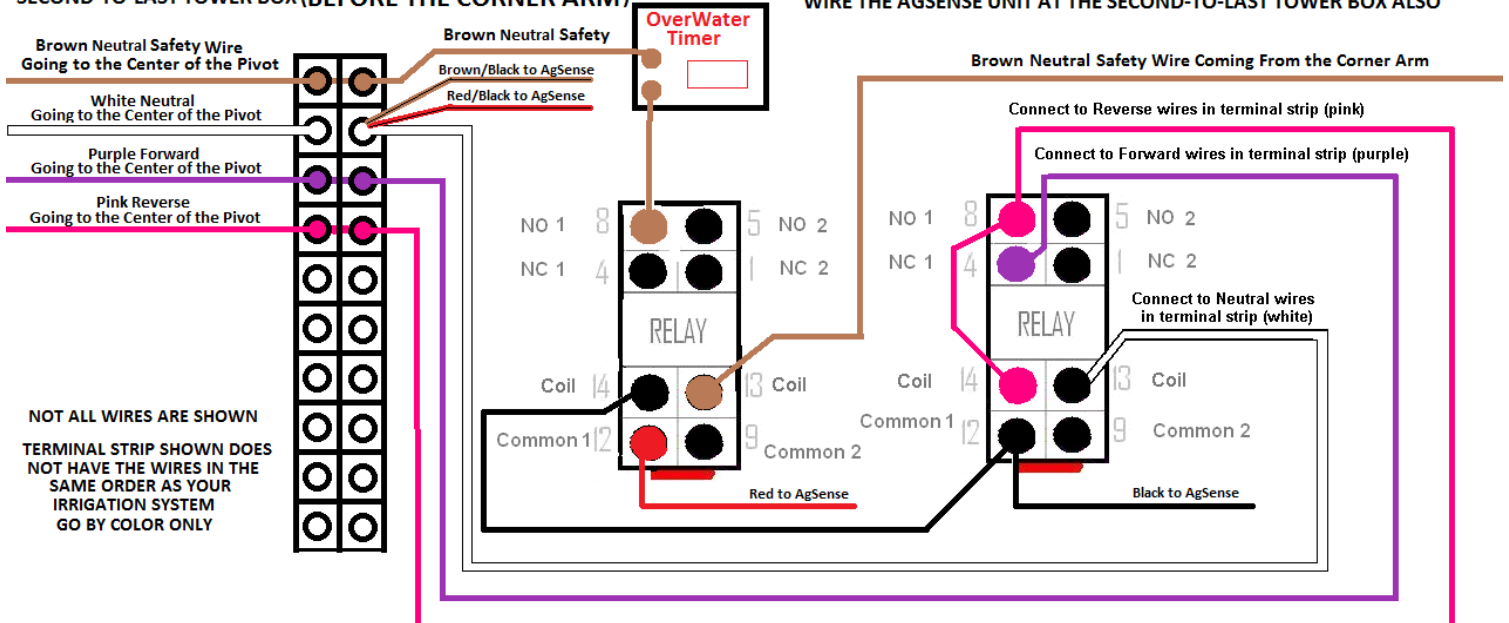 SECOND-TO-LAST TOWER BOX (BEFORE THE CORNER ARM)
WIRE THE AGSENSE UNIT AT THE SECOND-TO-LAST TOWER BOX ALSO
OverWater
Timer
Brown Neutral Safety Wire
Going to the Center of the Pivot
Brown Neutral Safety
Brown/Black to AgSense
Red/Black to AgSense
Brown Neutral Safety Wire Coming From the Corner Arm
White Neutral
Going to the Center of the Pivot
Connect to Reverse wires in terminal strip (pink)
Purple Forward
Going to the Center of the Pivot
Connect to Forward wires in terminal strip (purple)
Pink Reverse
Going to the Center of the Pivot
NO 1 8 5 NO 2
NC 1 4 1 NC 2
RELAY
Coil 14 13 Coil
Common 1 12 9 Common 2
Red to AgSense
NO 1 8 5 NO 2
NC 1 4 1 NC 2
Connect to Neutral wires
in terminal strip (white)
RELAY
Coil 14 13 Coil
Common 1 12 9 Common 2
Black to AgSense
NOT ALL WIRES ARE SHOWN
TERMINAL STRIP SHOWN DOES
NOT HAVE THE WIRES IN THE
SAME ORDER AS YOUR
IRRIGATION SYSTEM
GO BY COLOR ONLY